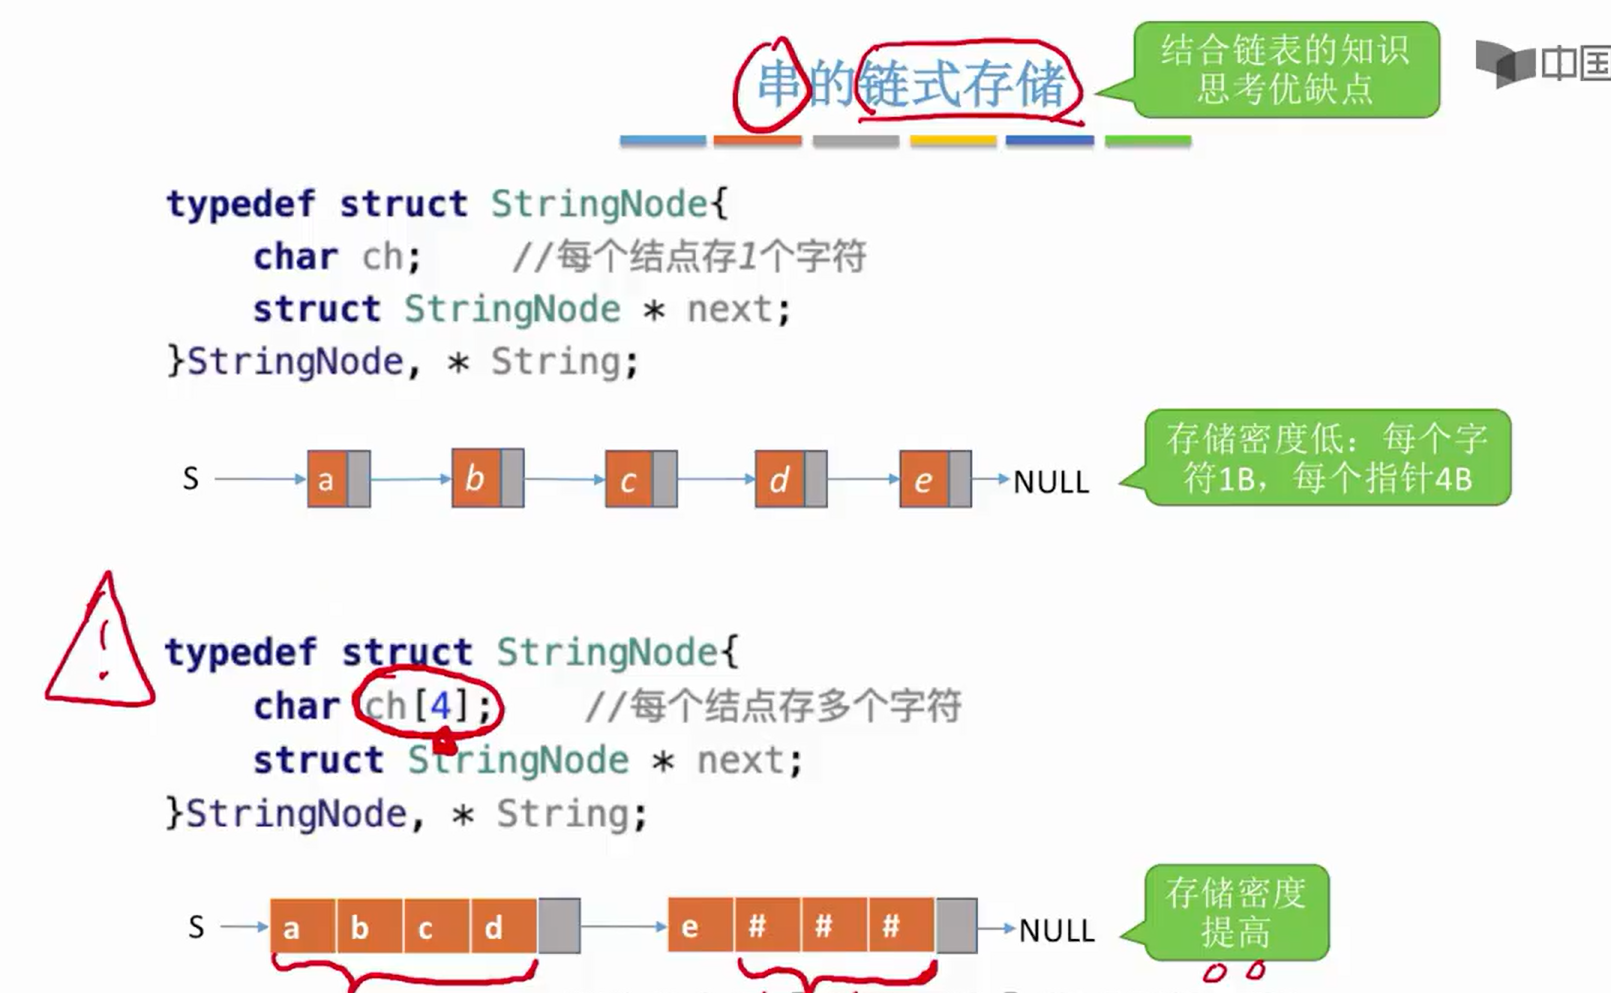 串的链式存储
结合链表的知识
思考优缺点
中国
typedef struct StringNode{
char ch; //每个结点存1个字符
struct StringNode * next;
}StringNode, * String;
S a b c d e NULL
存储密度低：每个字
符1B，每个指针4B
typedef struct StringNode{
char ch[4]; //每个结点存多个字符
struct StringNode * next;
}StringNode, * String;
S a b c d e # # # NULL
存储密度
提高